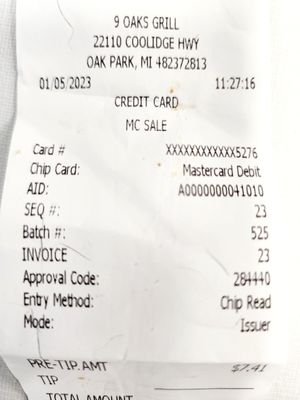 9 OAKS GRILL
22110 COOLIDGE HWY
OAK PARK, MI 482372813
01/05/2023 11:27:16
CREDIT CARD
MC SALE
Card # XXXXXXXXXXXX5276
Chip Card: Mastercard Debit
AID: A0000000041010
SEQ #: 23
Batch #: 525
INVOICE 23
Approval Code: 284440
Entry Method: Chip Read
Mode: Issuer
PRE-TIP AMT $7.41
TIP
TOTAL AMOUNT